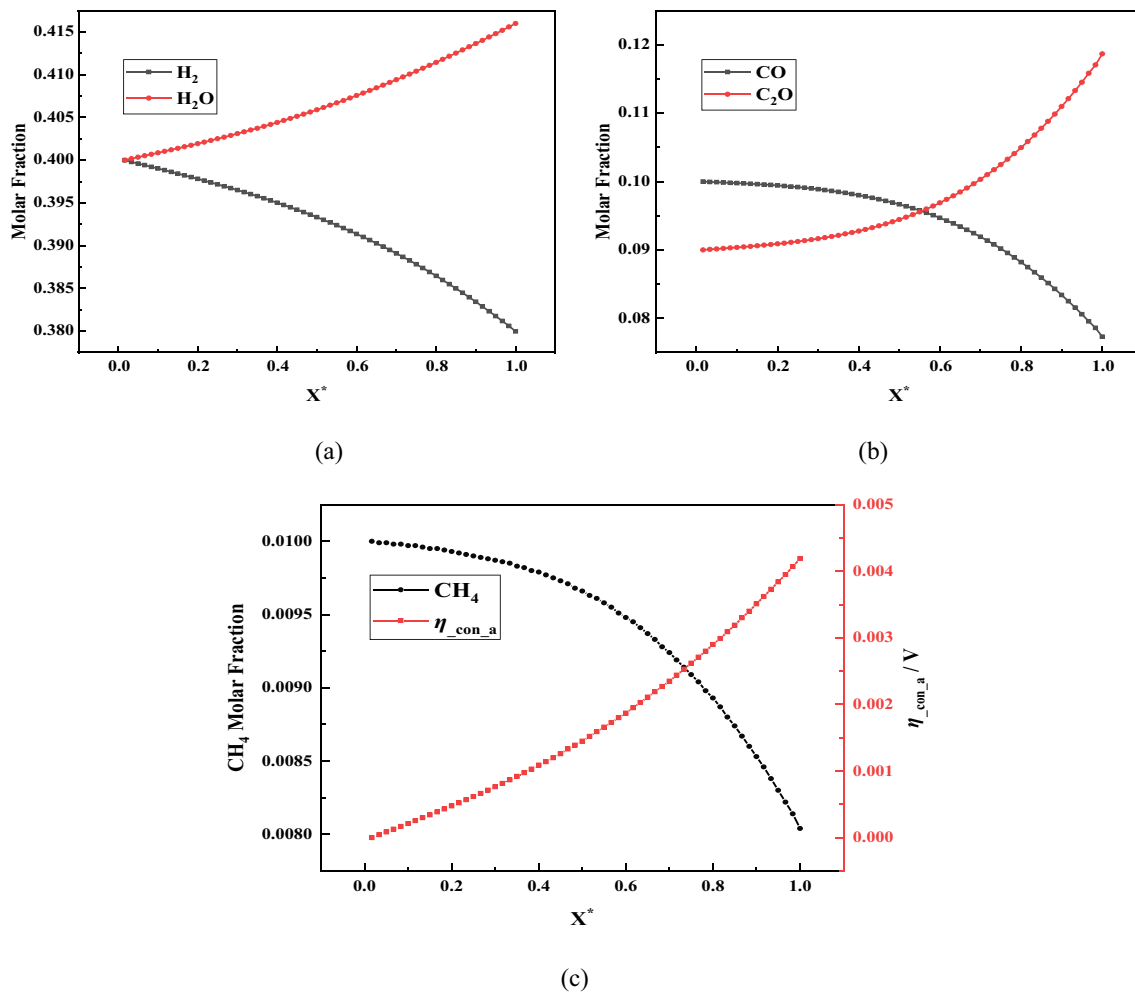 0.415
0.410
0.405
0.400
0.395
0.390
0.385
0.380
Molar Fraction
H₂
H₂O
0.0 0.2 0.4 0.6 0.8 1.0
X*
(a)
0.12
0.11
0.10
0.09
0.08
Molar Fraction
CO
C₂O
0.0 0.2 0.4 0.6 0.8 1.0
X*
(b)
0.0100
0.0095
0.0090
0.0085
0.0080
CH₄ Molar Fraction
CH₄
η_con_a
0.005
0.004
0.003
0.002
0.001
0.000
η_con_a / V
0.0 0.2 0.4 0.6 0.8 1.0
X*
(c)